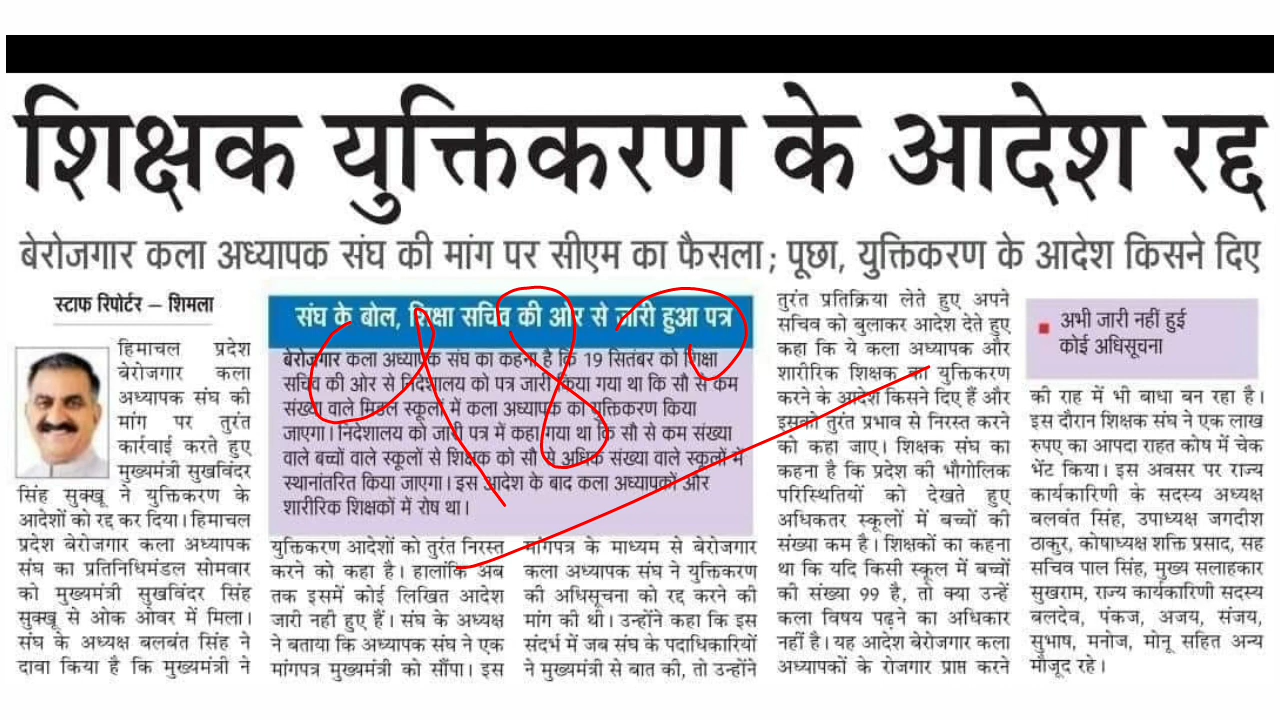 शिक्षक युक्तिकरण के आदेश रद्द
बेरोजगार कला अध्यापक संघ की मांग पर सीएम का फैसला; पूछा, युक्तिकरण के आदेश किसने दिए
स्टाफ रिपोर्टर – शिमला
हिमाचल प्रदेश
बेरोजगार कला
अध्यापक संघ की
मांग पर तुरंत
कार्रवाई करते हुए
मुख्यमंत्री सुखविंदर
सिंह सुक्खू ने युक्तिकरण के
आदेशों को रद्द कर दिया। हिमाचल
प्रदेश बेरोजगार कला अध्यापक
संघ का प्रतिनिधिमंडल सोमवार
को मुख्यमंत्री सुखविंदर सिंह
सुक्खू से ओक ओवर में मिला।
संघ के अध्यक्ष बलबंत सिंह ने
दावा किया है कि मुख्यमंत्री ने
संघ के बोल, शिक्षा सचिव की ओर से जारी हुआ पत्र
बेरोजगार कला अध्यापक संघ का कहना है कि 19 सितंबर को शिक्षा
सचिव की ओर से निदेशालय को पत्र जारी किया गया था कि सौ से कम
संख्या वाले मिडल स्कूलों में कला अध्यापक का युक्तिकरण किया
जाएगा। निदेशालय को जारी पत्र में कहा गया था कि सौ से कम संख्या
वाले बच्चों वाले स्कूलों से शिक्षक को सौ से अधिक संख्या वाले स्कूलों में
स्थानांतरित किया जाएगा। इस आदेश के बाद कला अध्यापकों और
शारीरिक शिक्षकों में रोष था।
युक्तिकरण आदेशों को तुरंत निरस्त
करने को कहा है। हालांकि अब
तक इसमें कोई लिखित आदेश
जारी नही हुए हैं। संघ के अध्यक्ष
ने बताया कि अध्यापक संघ ने एक
मांगपत्र मुख्यमंत्री को सौंपा। इस
मांगपत्र के माध्यम से बेरोजगार
कला अध्यापक संघ ने युक्तिकरण
की अधिसूचना को रद्द करने की
मांग की थी। उन्होंने कहा कि इस
संदर्भ में जब संघ के पदाधिकारियों
ने मुख्यमंत्री से बात की, तो उन्होंने
तुरंत प्रतिक्रिया लेते हुए अपने
सचिव को बुलाकर आदेश देते हुए
कहा कि ये कला अध्यापक और
शारीरिक शिक्षक का युक्तिकरण
करने के आदेश किसने दिए हैं और
इसको तुरंत प्रभाव से निरस्त करने
को कहा जाए। शिक्षक संघ का
कहना है कि प्रदेश की भौगोलिक
परिस्थितियों को देखते हुए
अधिकतर स्कूलों में बच्चों की
संख्या कम है। शिक्षकों का कहना
था कि यदि किसी स्कूल में बच्चों
की संख्या 99 है, तो क्या उन्हें
कला विषय पढ़ने का अधिकार
नहीं है। यह आदेश बेरोजगार कला
अध्यापकों के रोजगार प्राप्त करने
अभी जारी नहीं हुई
कोई अधिसूचना
की राह में भी बाधा बन रहा है।
इस दौरान शिक्षक संघ ने एक लाख
रुपए का आपदा राहत कोष में चेक
भेंट किया। इस अवसर पर राज्य
कार्यकारिणी के सदस्य अध्यक्ष
बलवंत सिंह, उपाध्यक्ष जगदीश
ठाकुर, कोषाध्यक्ष शक्ति प्रसाद, सह
सचिव पाल सिंह, मुख्य सलाहकार
सुखराम, राज्य कार्यकारिणी सदस्य
बलदेव, पंकज, अजय, संजय,
सुभाष, मनोज, मोनू सहित अन्य
मौजूद रहे।